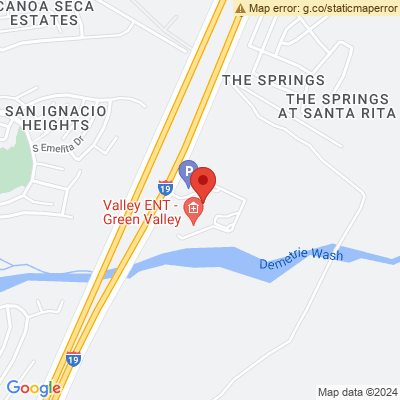 CANOA SECA
ESTATES
Map error: g.co/staticmaperror
THE SPRINGS
THE SPRINGS
AT SANTA RITA
SAN IGNACIO
HEIGHTS
S Emelita Dr
P
19
Valley ENT -
Green Valley
Demetrie Wash
19
Google
Map data ©2024